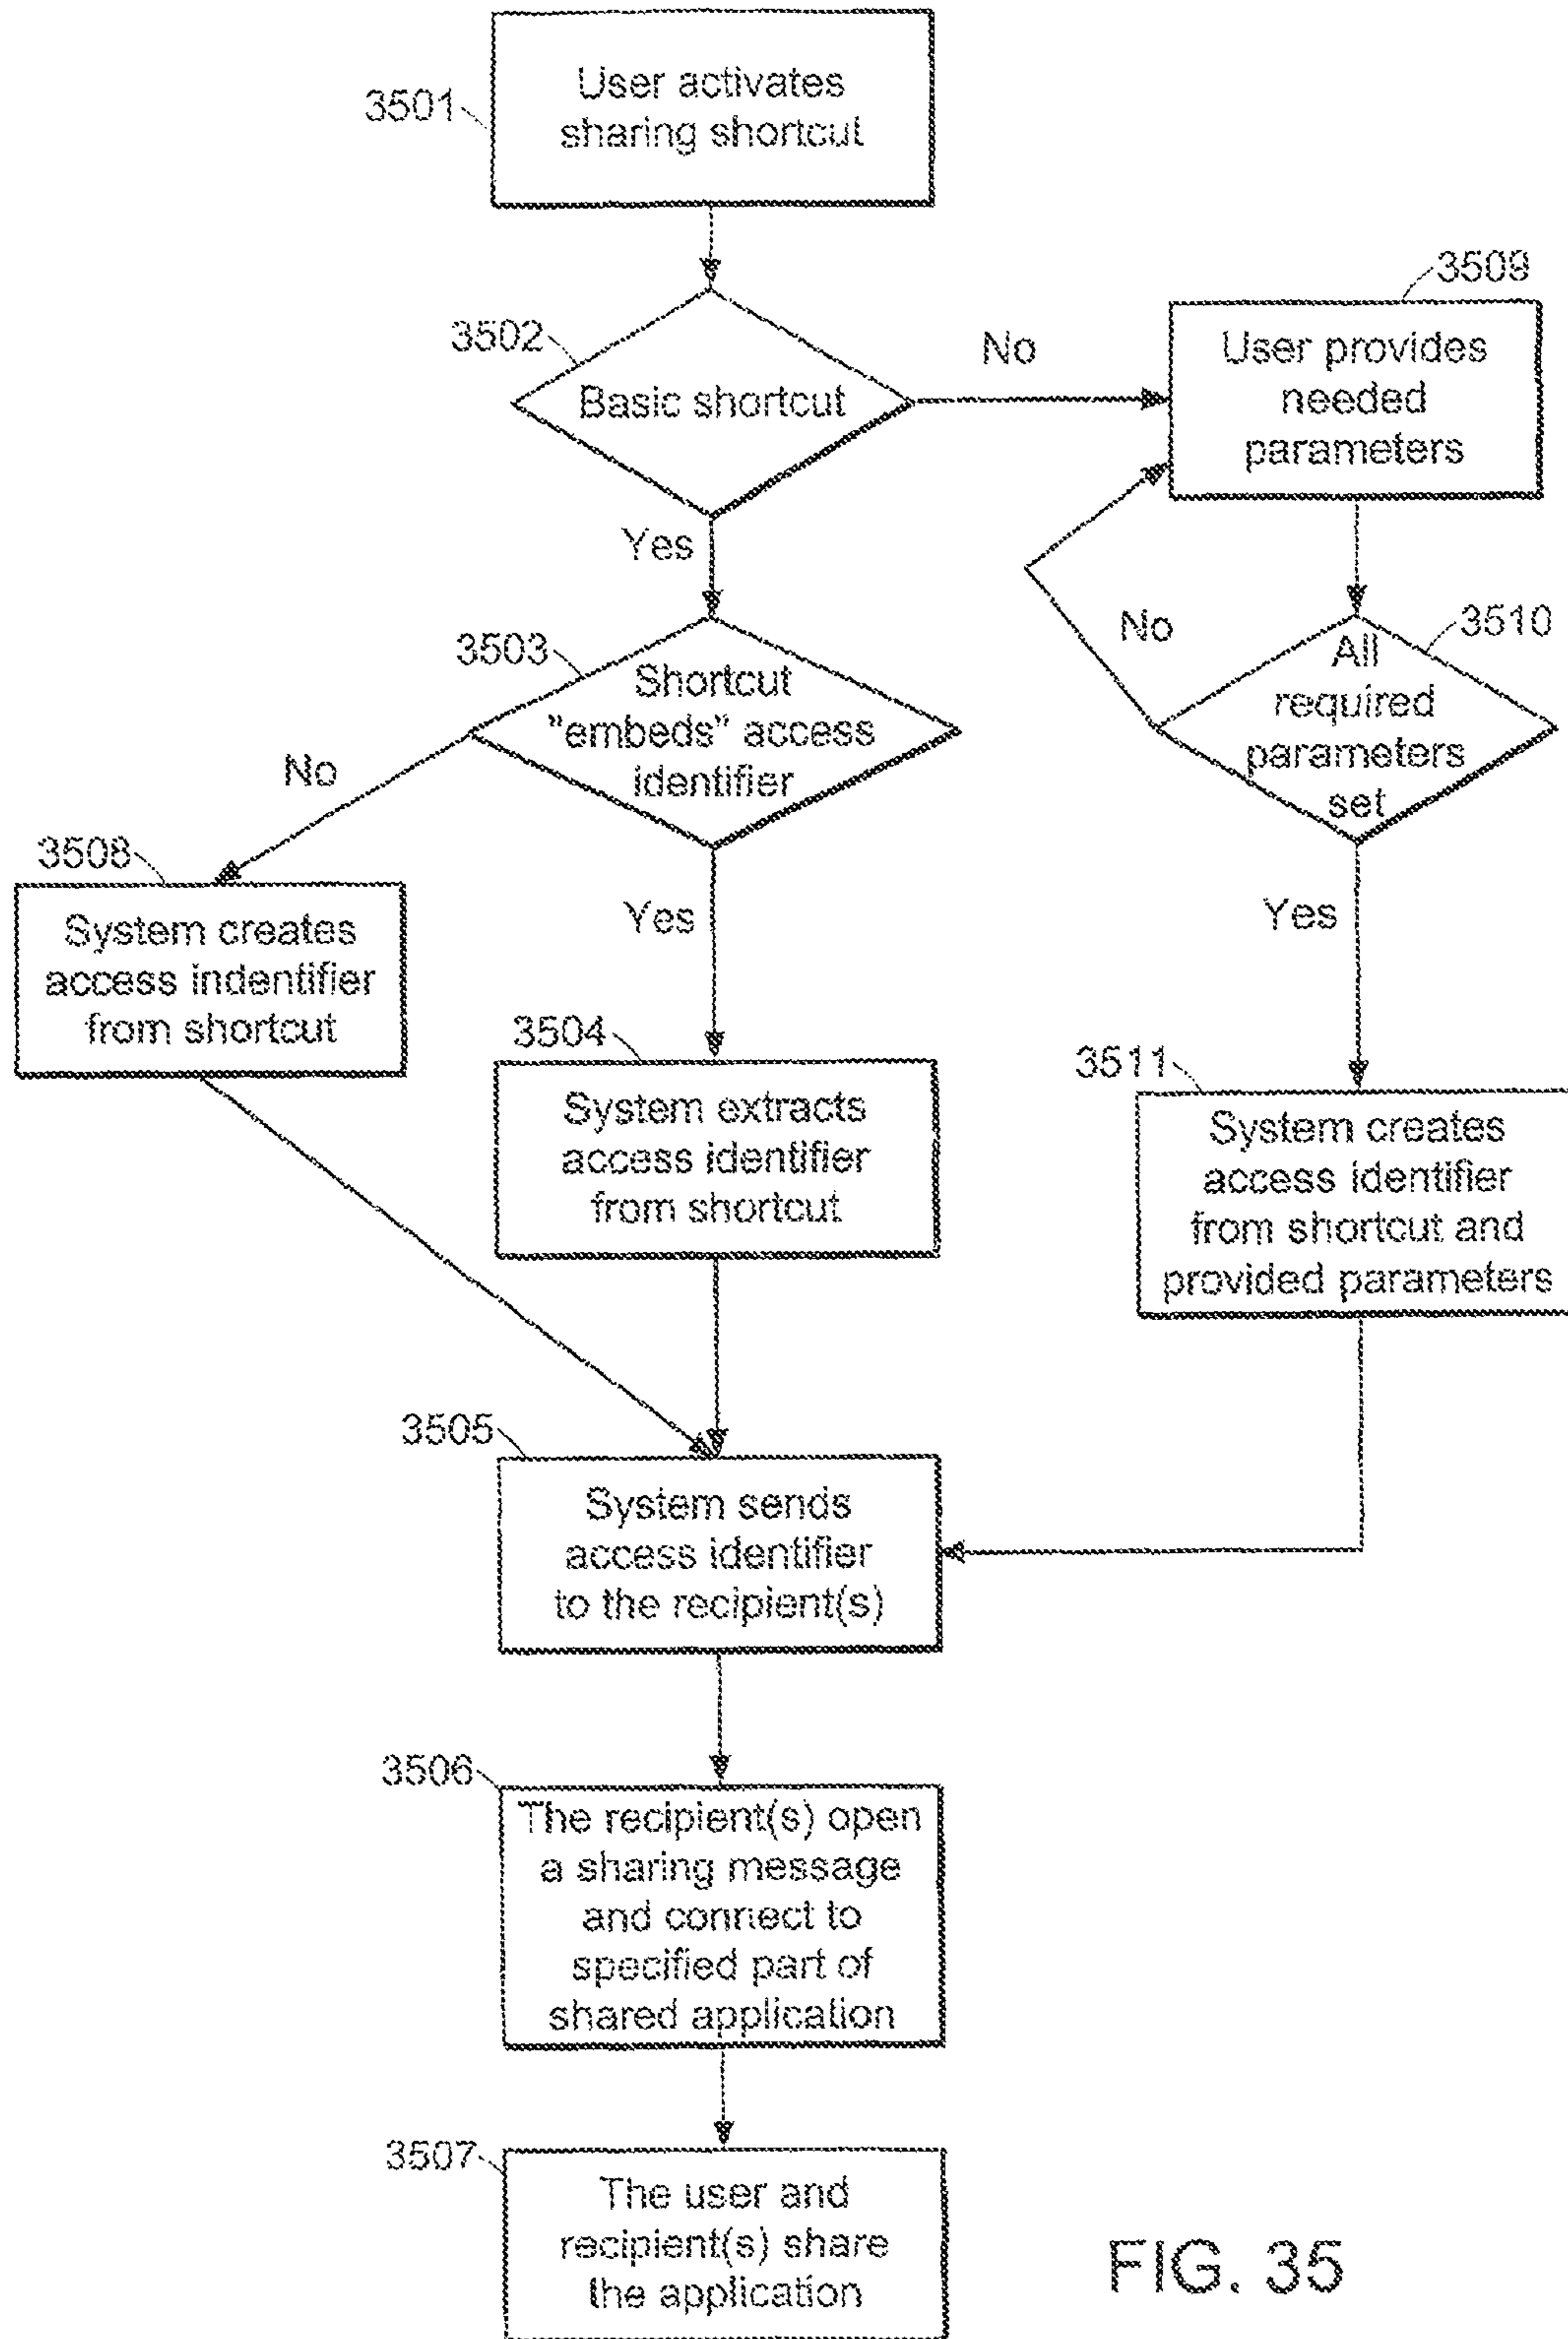 User activates
sharing shortcut
3501
3509
3502
Basic shortcut
No
User provides
needed
parameters
Yes
3503
Shortcut
"embeds" access
identifier
No
3510
All
required
parameters
set
No
Yes
Yes
3508
System creates
access indentifier
from shortcut
3504
System extracts
access identifier
from shortcut
3511
System creates
access identifier
from shortcut and
provided parameters
3505
System sends
access identifier
to the recipient(s)
3506
The recipient(s) open
a sharing message
and connect to
specified part of
shared application
3507
The user and
recipient(s) share
the application
FIG. 35